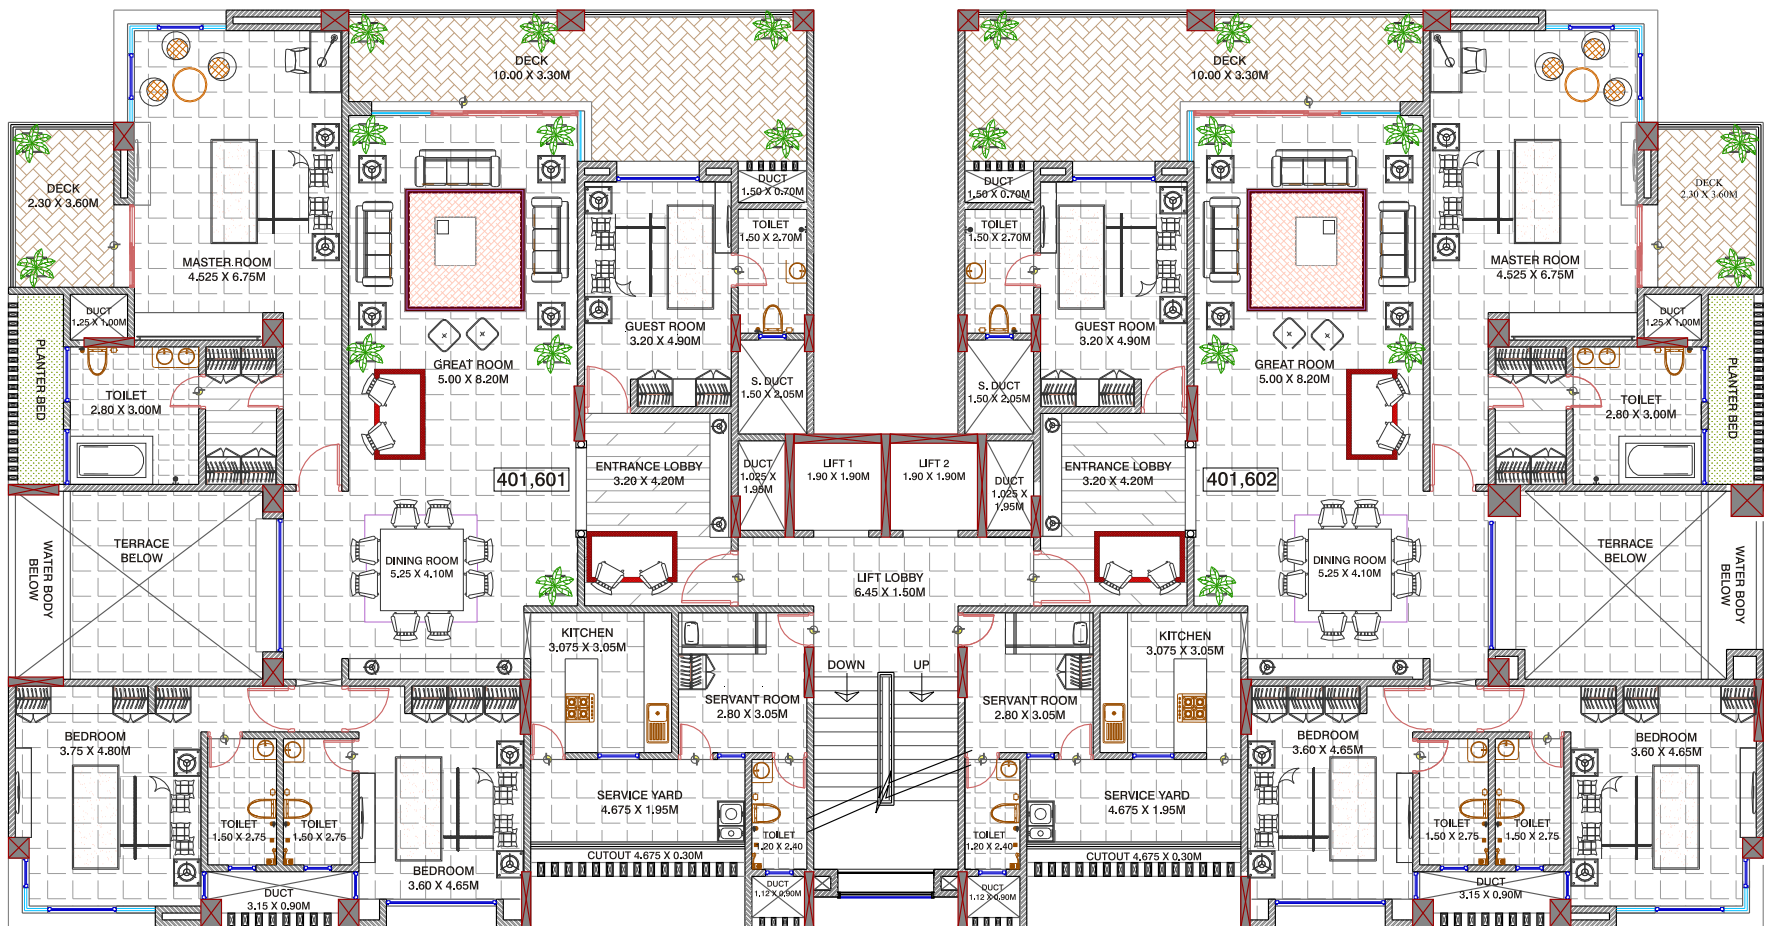 DECK
10.00 X 3.30M
DECK
10.00 X 3.30M
DECK
2.30 X 3.60M
DECK
2.30 X 3.60M
DUCT
1.50 X 0.70M
DUCT
1.50 X 0.70M
TOILET
1.50 X 2.70M
TOILET
1.50 X 2.70M
MASTER ROOM
4.525 X 6.75M
MASTER ROOM
4.525 X 6.75M
DUCT
1.25 X 1.00M
DUCT
1.25 X 1.00M
GUEST ROOM
3.20 X 4.90M
GUEST ROOM
3.20 X 4.90M
GREAT ROOM
5.00 X 8.20M
GREAT ROOM
5.00 X 8.20M
PLANTER BED
PLANTER BED
TOILET
2.80 X 3.00M
TOILET
2.80 X 3.00M
S. DUCT
1.50 X 2.05M
S. DUCT
1.50 X 2.05M
401,601
ENTRANCE LOBBY
3.20 X 4.20M
DUCT
1.025 X
1.95M
LIFT 1
1.90 X 1.90M
LIFT 2
1.90 X 1.90M
DUCT
1.025 X
1.95M
ENTRANCE LOBBY
3.20 X 4.20M
401,602
WATER BODY
BELOW
TERRACE
BELOW
DINING ROOM
5.25 X 4.10M
LIFT LOBBY
6.45 X 1.50M
DINING ROOM
5.25 X 4.10M
TERRACE
BELOW
WATER BODY
BELOW
KITCHEN
3.075 X 3.05M
KITCHEN
3.075 X 3.05M
DOWN
UP
SERVANT ROOM
2.80 X 3.05M
SERVANT ROOM
2.80 X 3.05M
BEDROOM
3.75 X 4.80M
BEDROOM
3.60 X 4.65M
BEDROOM
3.60 X 4.65M
SERVICE YARD
4.675 X 1.95M
SERVICE YARD
4.675 X 1.95M
TOILET
1.50 X 2.75
TOILET
1.50 X 2.75
TOILET
1.20 X 2.40
TOILET
1.20 X 2.40
TOILET
1.50 X 2.75
TOILET
1.50 X 2.75
CUTOUT 4.675 X 0.30M
CUTOUT 4.675 X 0.30M
BEDROOM
3.60 X 4.65M
DUCT
3.15 X 0.90M
DUCT
1.12 X 0.90M
DUCT
1.12 X 0.90M
DUCT
3.15 X 0.90M